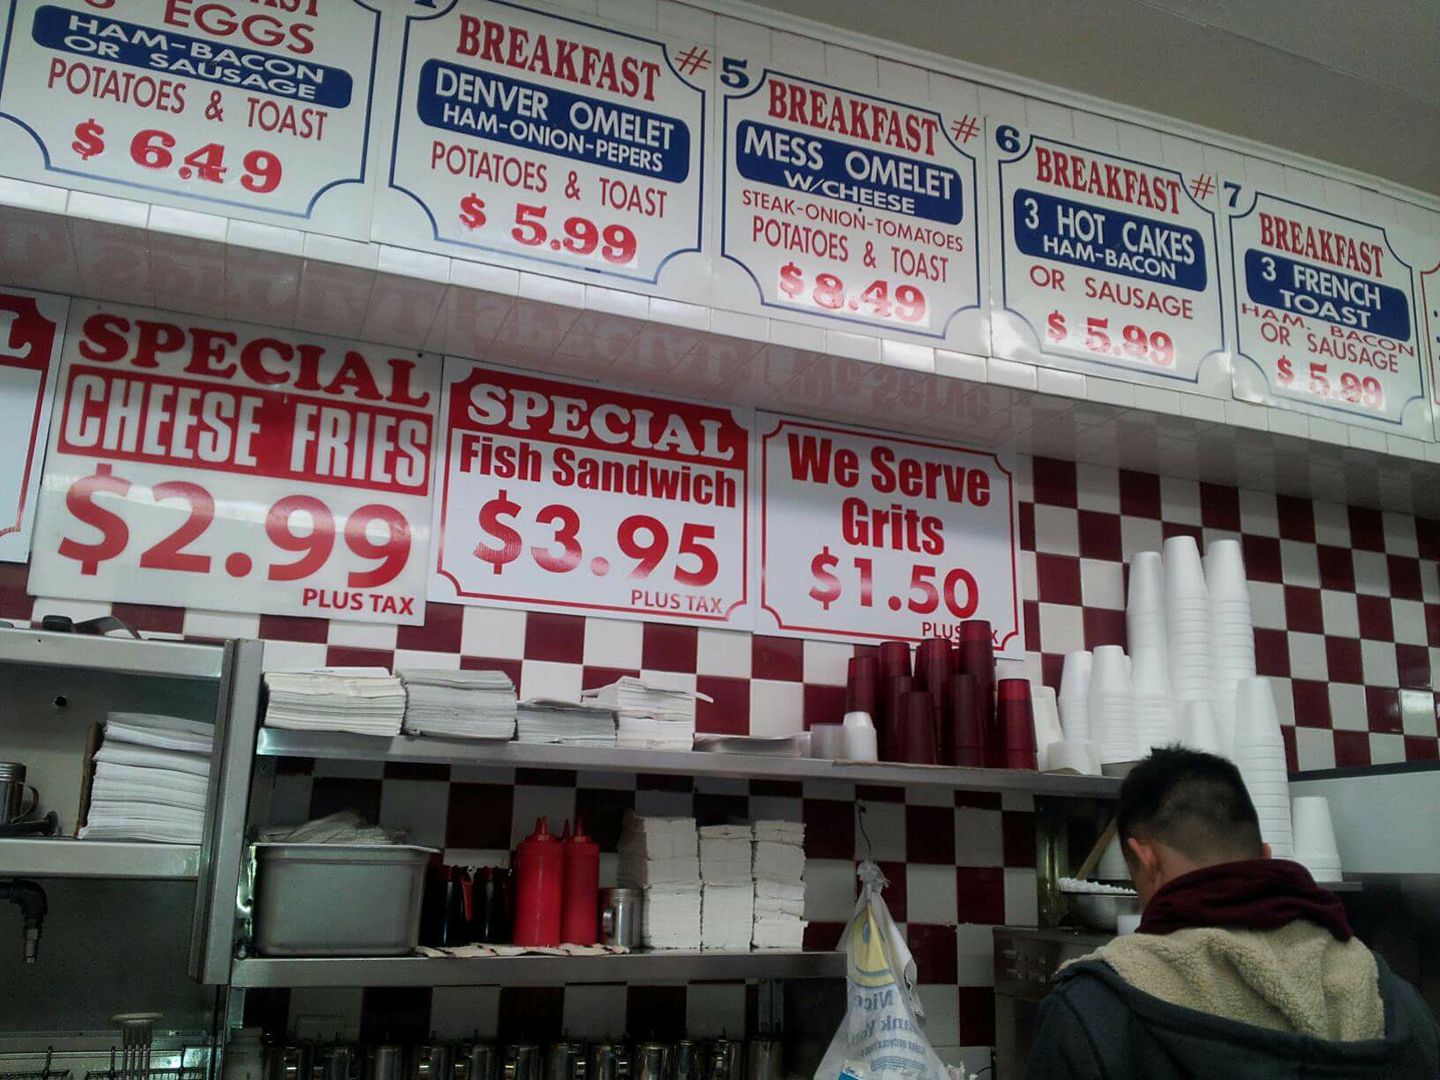 EGGS
HAM-BACON
OR SAUSAGE
POTATOES & TOAST
$ 6.49
BREAKFAST
DENVER OMELET
HAM-ONION-PEPERS
POTATOES & TOAST
$ 5.99
#5
BREAKFAST
MESS OMELET
W/CHEESE
STEAK-ONION-TOMATOES
POTATOES & TOAST
$ 8.49
#6
BREAKFAST
3 HOT CAKES
HAM-BACON
OR SAUSAGE
$ 5.99
#7
BREAKFAST
3 FRENCH
TOAST
HAM, BACON
OR SAUSAGE
$ 5.99
L
SPECIAL
CHEESE FRIES
$2.99
PLUS TAX
SPECIAL
Fish Sandwich
$3.95
PLUS TAX
We Serve
Grits
$1.50
PLUS